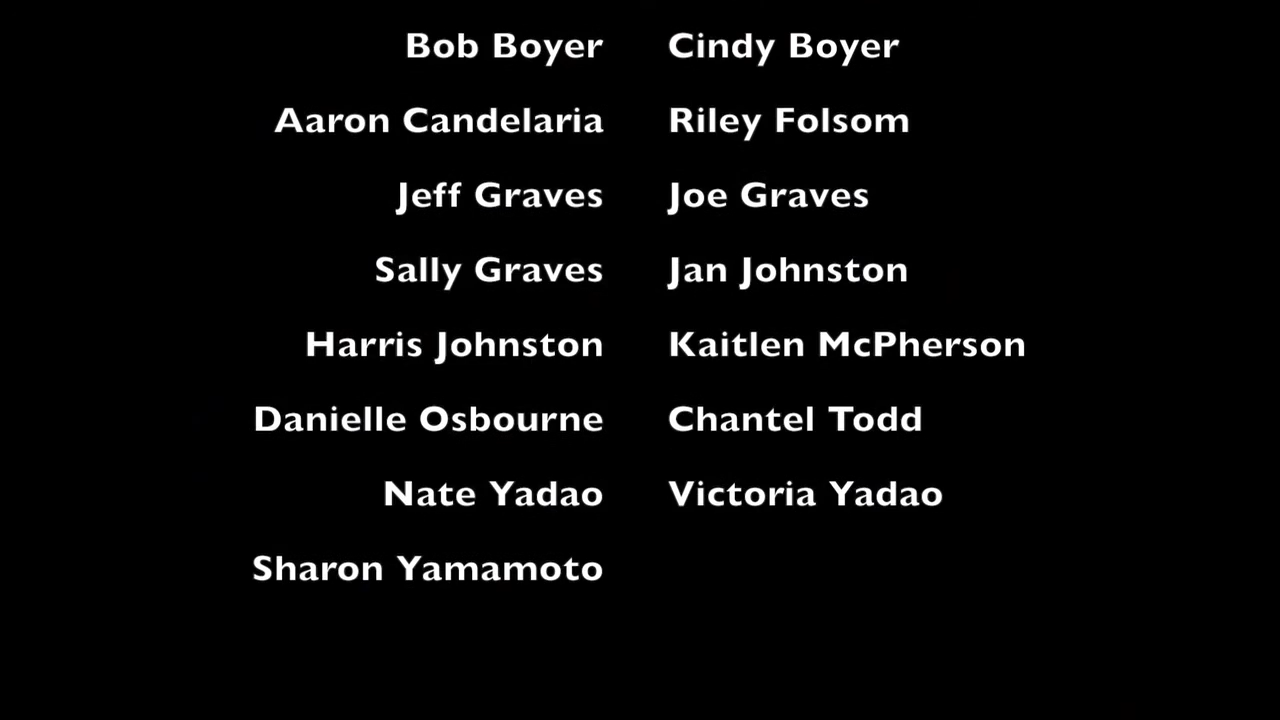 Bob Boyer Cindy Boyer
Aaron Candelaria Riley Folsom
Jeff Graves Joe Graves
Sally Graves Jan Johnston
Harris Johnston Kaitlen McPherson
Danielle Osbourne Chantel Todd
Nate Yadao Victoria Yadao
Sharon Yamamoto